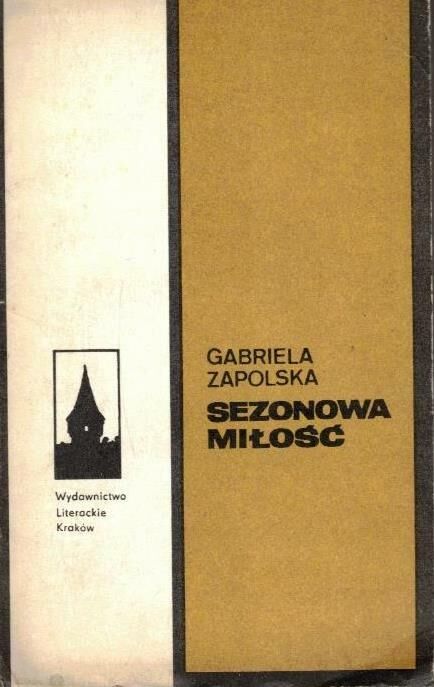 GABRIELA
ZAPOLSKA
SEZONOWA
MIŁOŚĆ
Wydawnictwo
Literackie
Kraków